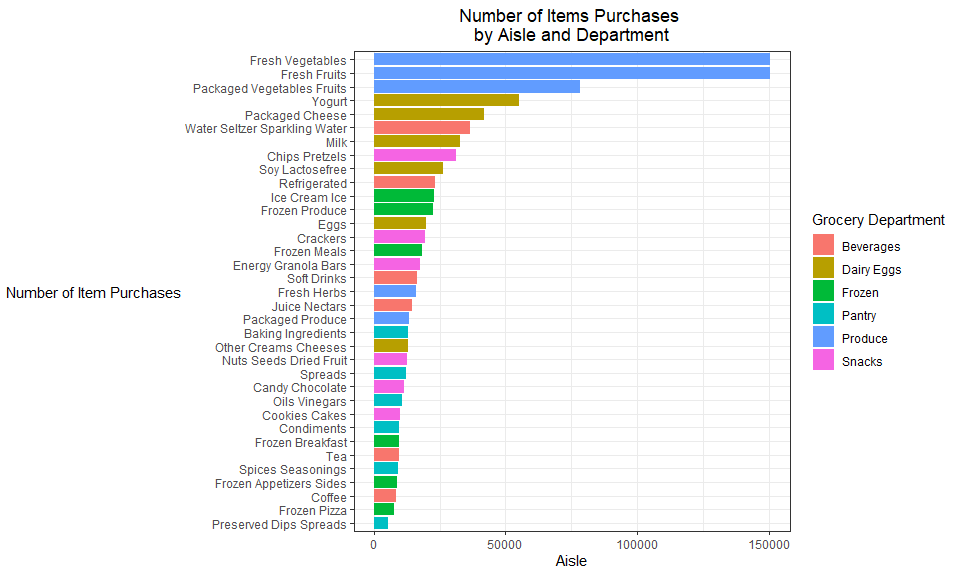 Number of Items Purchases
by Aisle and Department
Number of Item Purchases
Fresh Vegetables
Fresh Fruits
Packaged Vegetables Fruits
Yogurt
Packaged Cheese
Water Seltzer Sparkling Water
Milk
Chips Pretzels
Soy Lactosefree
Refrigerated
Ice Cream Ice
Frozen Produce
Eggs
Crackers
Frozen Meals
Energy Granola Bars
Soft Drinks
Fresh Herbs
Juice Nectars
Packaged Produce
Baking Ingredients
Other Creams Cheeses
Nuts Seeds Dried Fruit
Spreads
Candy Chocolate
Oils Vinegars
Cookies Cakes
Condiments
Frozen Breakfast
Tea
Spices Seasonings
Frozen Appetizers Sides
Coffee
Frozen Pizza
Preserved Dips Spreads
0 50000 100000 150000
Aisle
Grocery Department
Beverages
Dairy Eggs
Frozen
Pantry
Produce
Snacks